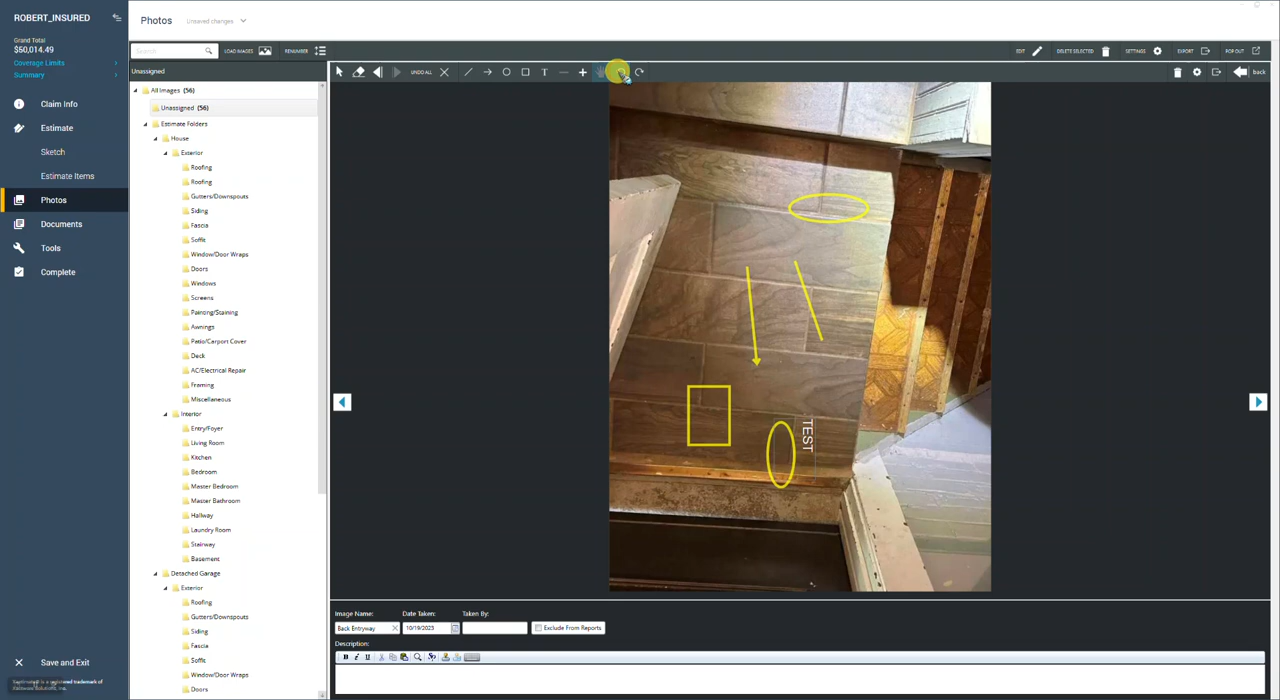 ROBERT_INSURED
Grand Total
$50,014.49
Coverage Limits
Summary
Claim Info
Estimate
Sketch
Estimate Items
Photos
Documents
Tools
Complete
Save and Exit
Photos
Unsaved changes
Search
LOAD IMAGES
RENUMBER
EDIT
DELETE SELECTED
SETTINGS
EXPORT
POP OUT
Unassigned
UNDO ALL
T
back
All Images (56)
Unassigned (56)
Estimate Folders
House
Exterior
Roofing
Roofing
Gutters/Downspouts
Siding
Fascia
Soffit
Window/Door Wraps
Doors
Windows
Screens
Painting/Staining
Awnings
Patio/Carport Cover
Deck
AC/Electrical Repair
Framing
Miscellaneous
Interior
Entry/Foyer
Living Room
Kitchen
Bedroom
Master Bedroom
Master Bathroom
Hallway
Laundry Room
Stairway
Basement
Detached Garage
Exterior
Roofing
Gutters/Downspouts
Siding
Fascia
Soffit
Window/Door Wraps
Doors
TEST
Image Name:
Date Taken:
Taken By:
Back Entryway
10/19/2023
Exclude From Reports
Description:
B I U